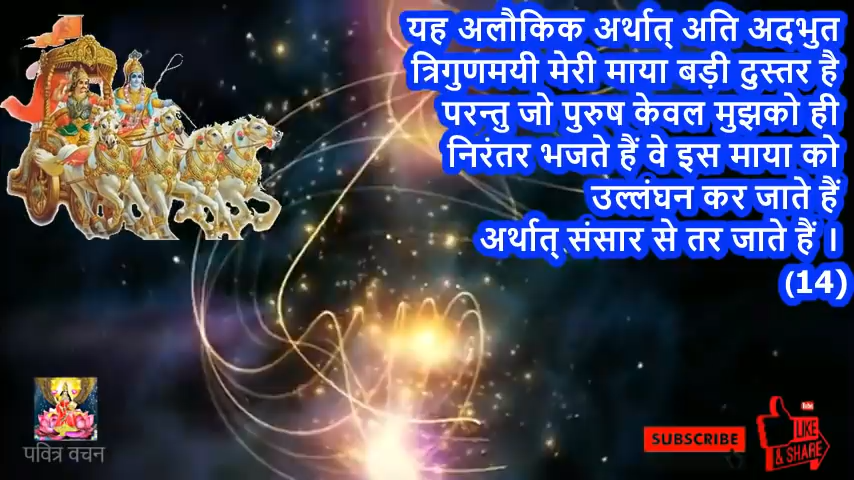 यह अलौकिक अर्थात् अति अदभुत
त्रिगुणमयी मेरी माया बड़ी दुस्तर है
परन्तु जो पुरुष केवल मुझको ही
निरंतर भजते हैं वे इस माया को
उल्लंघन कर जाते हैं
अर्थात् संसार से तर जाते हैं ।
(14)
पवित्र वचन
SUBSCRIBE
LIKE
& SHARE